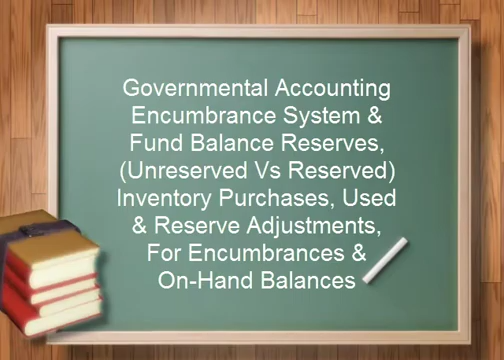 Governmental Accounting
Encumbrance System &
Fund Balance Reserves,
(Unreserved Vs Reserved)
Inventory Purchases, Used
& Reserve Adjustments,
For Encumbrances &
On-Hand Balances